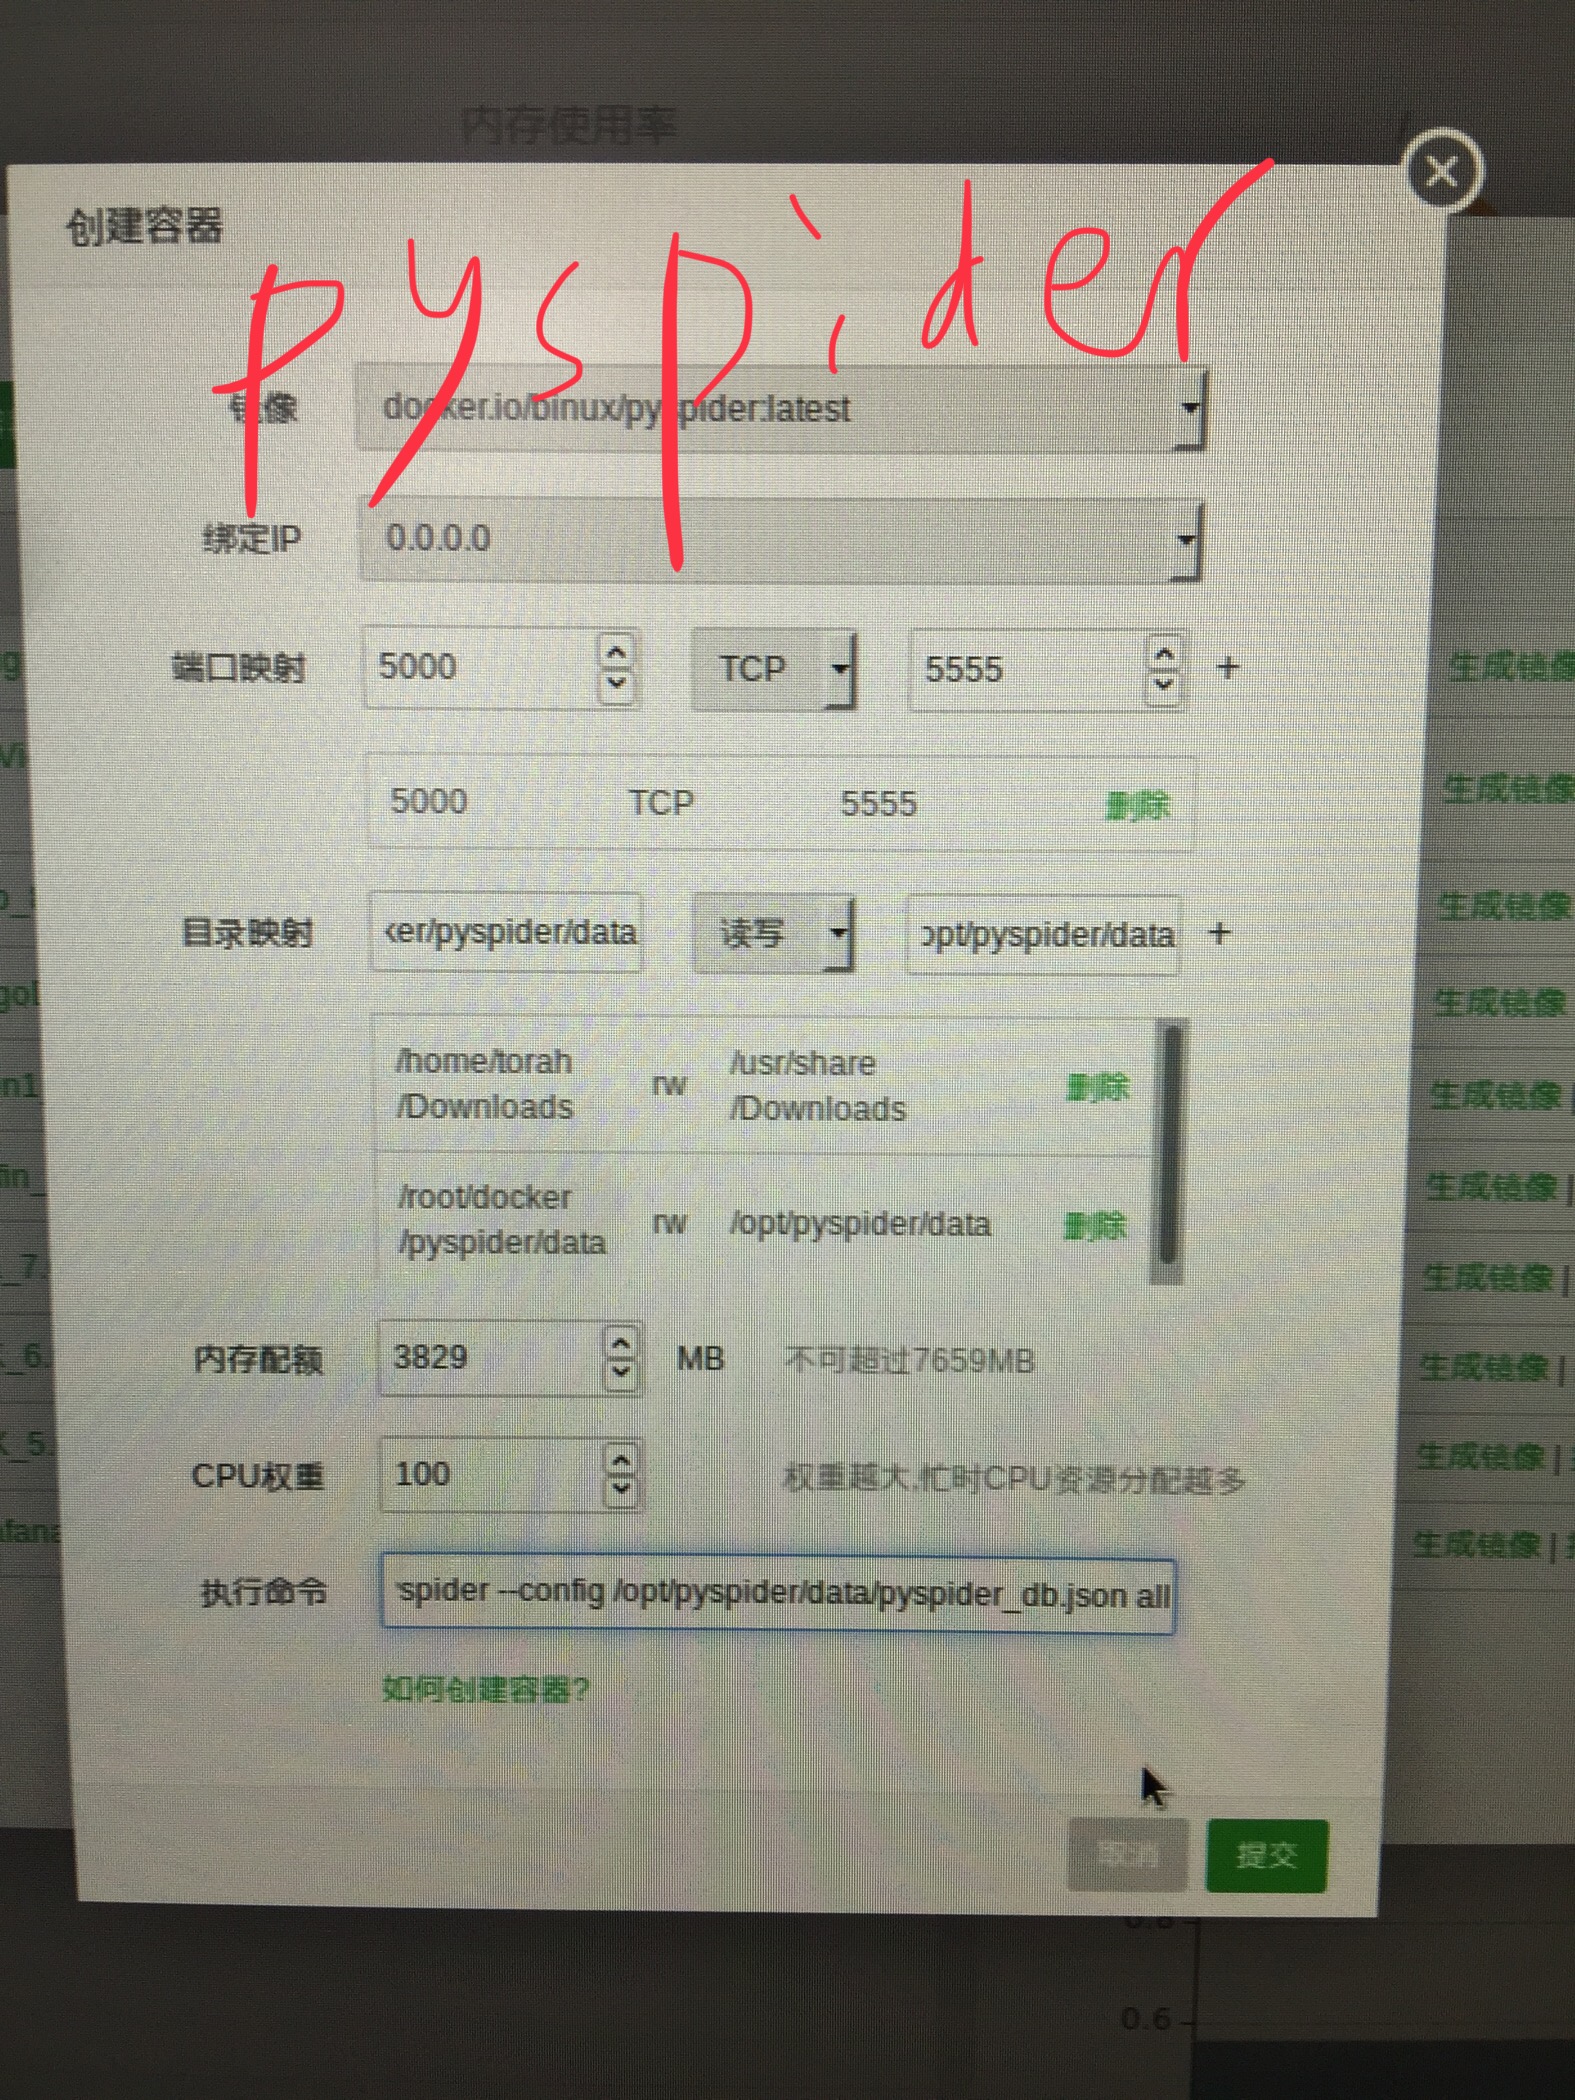 内存使用率
创建容器
pyspider
镜像 docker.io/binux/pyspider:latest
绑定IP 0.0.0.0
端口映射 5000 TCP 5555 +
5000 TCP 5555 删除
目录映射 ker/pyspider/data 读写 opt/pyspider/data +
/home/torah
/Downloads rw /usr/share
/Downloads 删除
/root/docker
/pyspider/data rw /opt/pyspider/data 删除
内存配额 3829 MB 不可超过7659MB
CPU权重 100 权重越大,忙时CPU资源分配越多
执行命令 spider --config /opt/pyspider/data/pyspider_db.json all
如何创建容器?
取消 提交
生成镜像
生成镜像
生成镜像
生成镜像
生成镜像 |
生成镜像 |
生成镜像 |
生成镜像 |
生成镜像 |
生成镜像 |
0.8
0.6